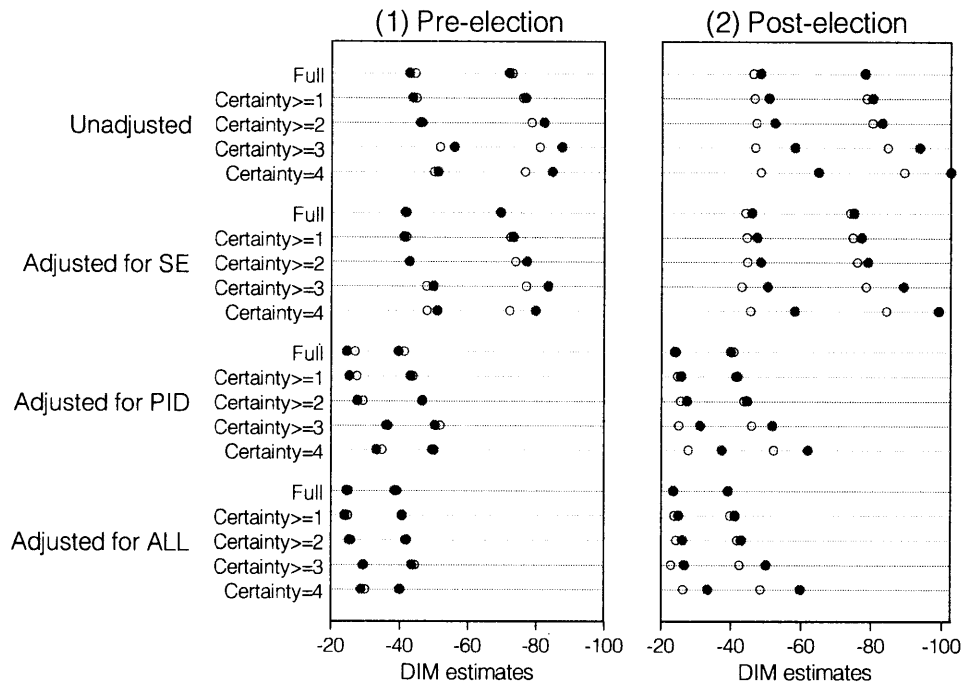 (1) Pre-election
(2) Post-election
Unadjusted
Full
Certainty>=1
Certainty>=2
Certainty>=3
Certainty=4
Adjusted for SE
Full
Certainty>=1
Certainty>=2
Certainty>=3
Certainty=4
Adjusted for PID
Full
Certainty>=1
Certainty>=2
Certainty>=3
Certainty=4
Adjusted for ALL
Full
Certainty>=1
Certainty>=2
Certainty>=3
Certainty=4
-20 -40 -60 -80 -100
DIM estimates
-20 -40 -60 -80 -100
DIM estimates